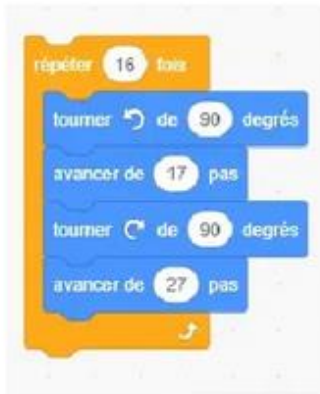 répéter 16 fois
tourner de 90 degrés
avancer de 17 pas
tourner de 90 degrés
avancer de 27 pas